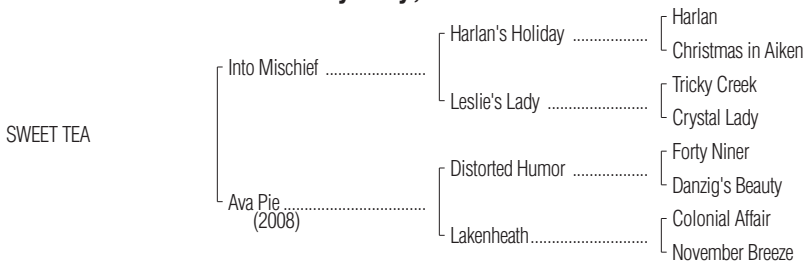 Harlan
Harlan's Holiday ..................
Christmas in Aiken
Into Mischief ........................
Tricky Creek
Leslie's Lady ........................
Crystal Lady
SWEET TEA
Forty Niner
Distorted Humor ..................
Danzig's Beauty
Ava Pie ...........................
(2008)
Colonial Affair
Lakenheath............................
November Breeze